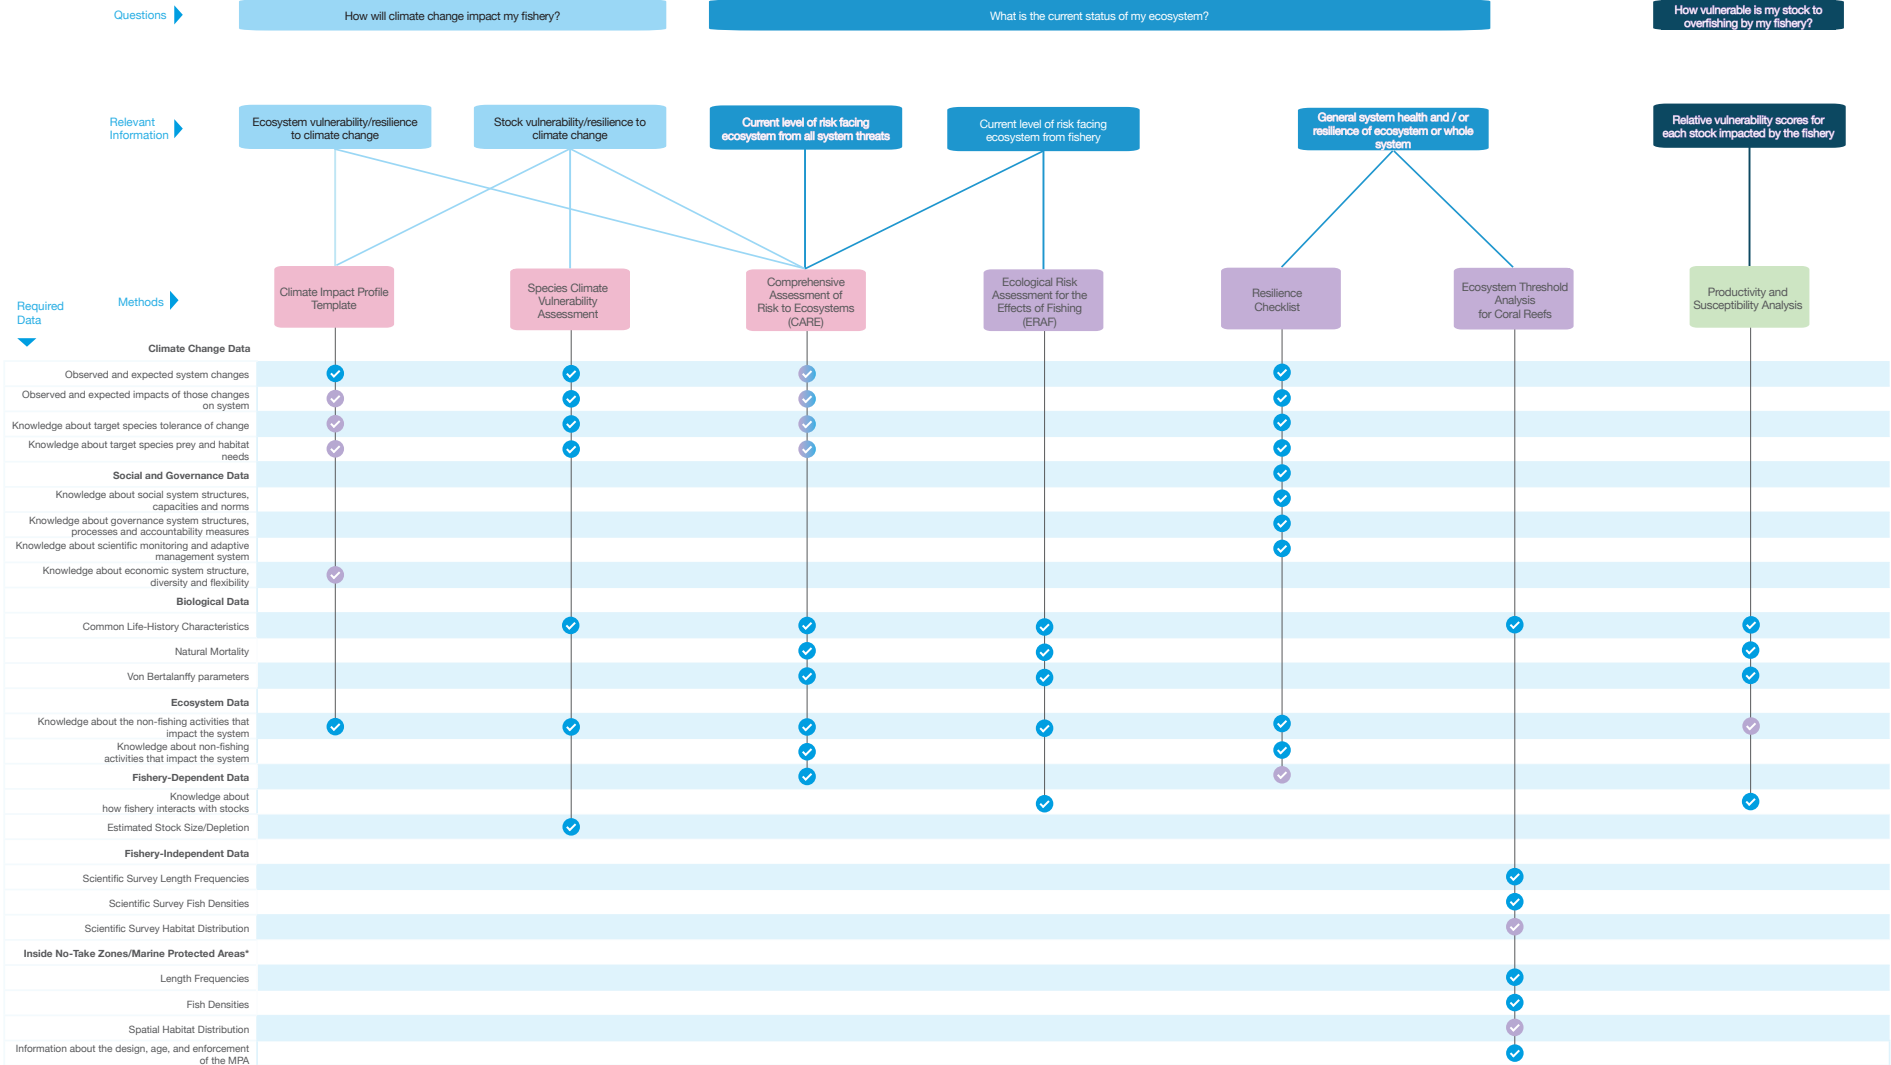 Questions
How will climate change impact my fishery?
What is the current status of my ecosystem?
How vulnerable is my stock to
overfishing by my fishery?
Relevant
Information
Ecosystem vulnerability/resilience
to climate change
Stock vulnerability/resilience to
climate change
Current level of risk facing
ecosystem from all system threats
Current level of risk facing
ecosystem from fishery
General system health and / or
resilience of ecosystem or whole
system
Relative vulnerability scores for
each stock impacted by the fishery
Required
Data
Methods
Climate Impact Profile
Template
Species Climate
Vulnerability
Assessment
Comprehensive
Assessment of
Risk to Ecosystems
(CARE)
Ecological Risk
Assessment for the
Effects of Fishing
(ERAF)
Resilience
Checklist
Ecosystem Threshold
Analysis
for Coral Reefs
Productivity and
Susceptibility Analysis
Climate Change Data
Observed and expected system changes
Observed and expected impacts of those changes
on system
Knowledge about target species tolerance of change
Knowledge about target species prey and habitat
needs
Social and Governance Data
Knowledge about social system structures,
capacities and norms
Knowledge about governance system structures,
processes and accountability measures
Knowledge about scientific monitoring and adaptive
management system
Knowledge about economic system structure,
diversity and flexibility
Biological Data
Common Life-History Characteristics
Natural Mortality
Von Bertalanffy parameters
Ecosystem Data
Knowledge about the non-fishing activities that
impact the system
Knowledge about non-fishing
activities that impact the system
Fishery-Dependent Data
Knowledge about
how fishery interacts with stocks
Estimated Stock Size/Depletion
Fishery-Independent Data
Scientific Survey Length Frequencies
Scientific Survey Fish Densities
Scientific Survey Habitat Distribution
Inside No-Take Zones/Marine Protected Areas*
Length Frequencies
Fish Densities
Spatial Habitat Distribution
Information about the design, age, and enforcement
of the MPA